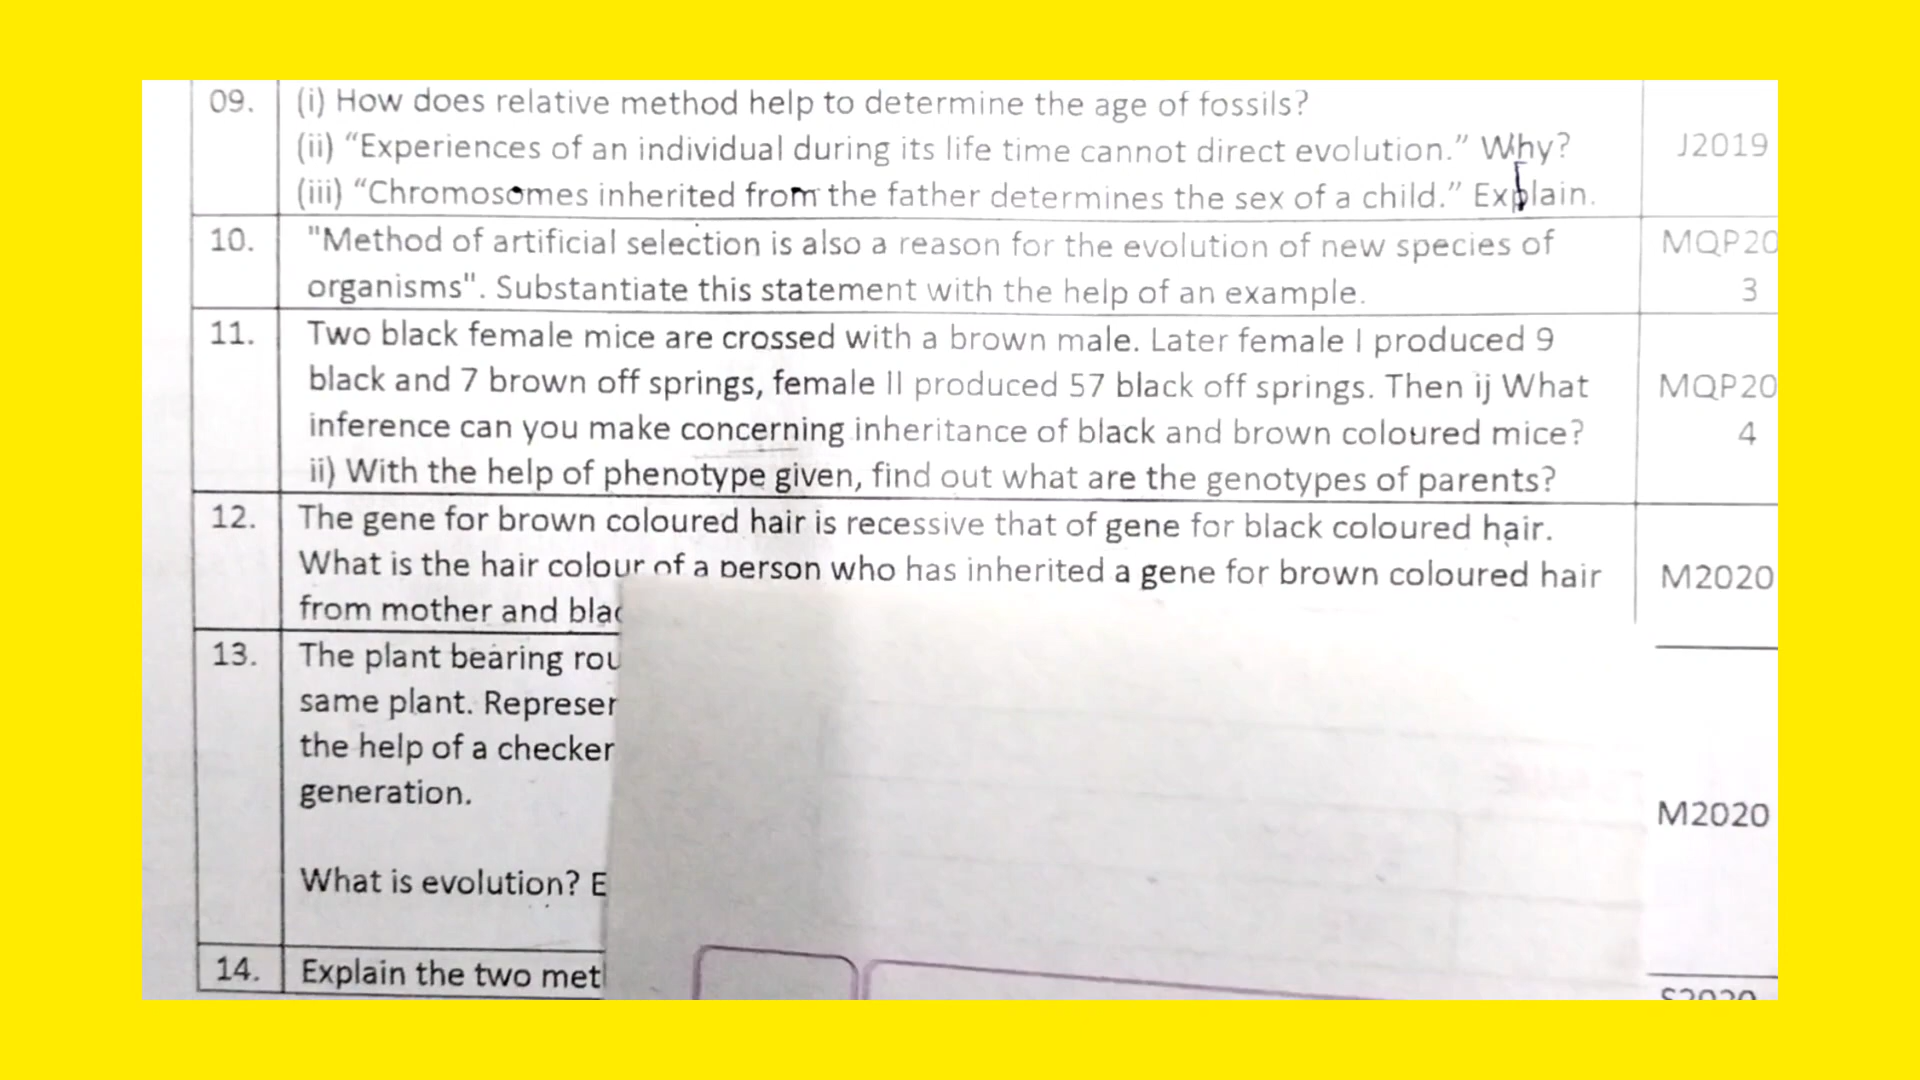 09. (i) How does relative method help to determine the age of fossils?
(ii) “Experiences of an individual during its life time cannot direct evolution.” Why? J2019
(iii) “Chromosomes inherited from the father determines the sex of a child.” Explain.
10. "Method of artificial selection is also a reason for the evolution of new species of MQP20
organisms". Substantiate this statement with the help of an example. 3
11. Two black female mice are crossed with a brown male. Later female I produced 9
black and 7 brown off springs, female II produced 57 black off springs. Then ij What MQP20
inference can you make concerning inheritance of black and brown coloured mice? 4
ii) With the help of phenotype given, find out what are the genotypes of parents?
12. The gene for brown coloured hair is recessive that of gene for black coloured hair.
What is the hair colour of a person who has inherited a gene for brown coloured hair M2020
from mother and
13. The plant bearing
same plant.
the help of a checker
generation. M2020
What is evolution?
14. Explain the two